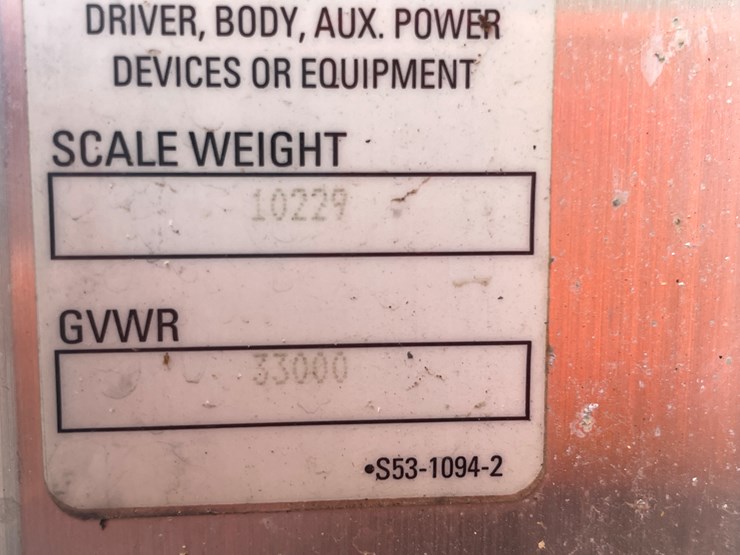 DRIVER, BODY, AUX. POWER
DEVICES OR EQUIPMENT
SCALE WEIGHT
10229
GVWR
33000
•S53-1094-2